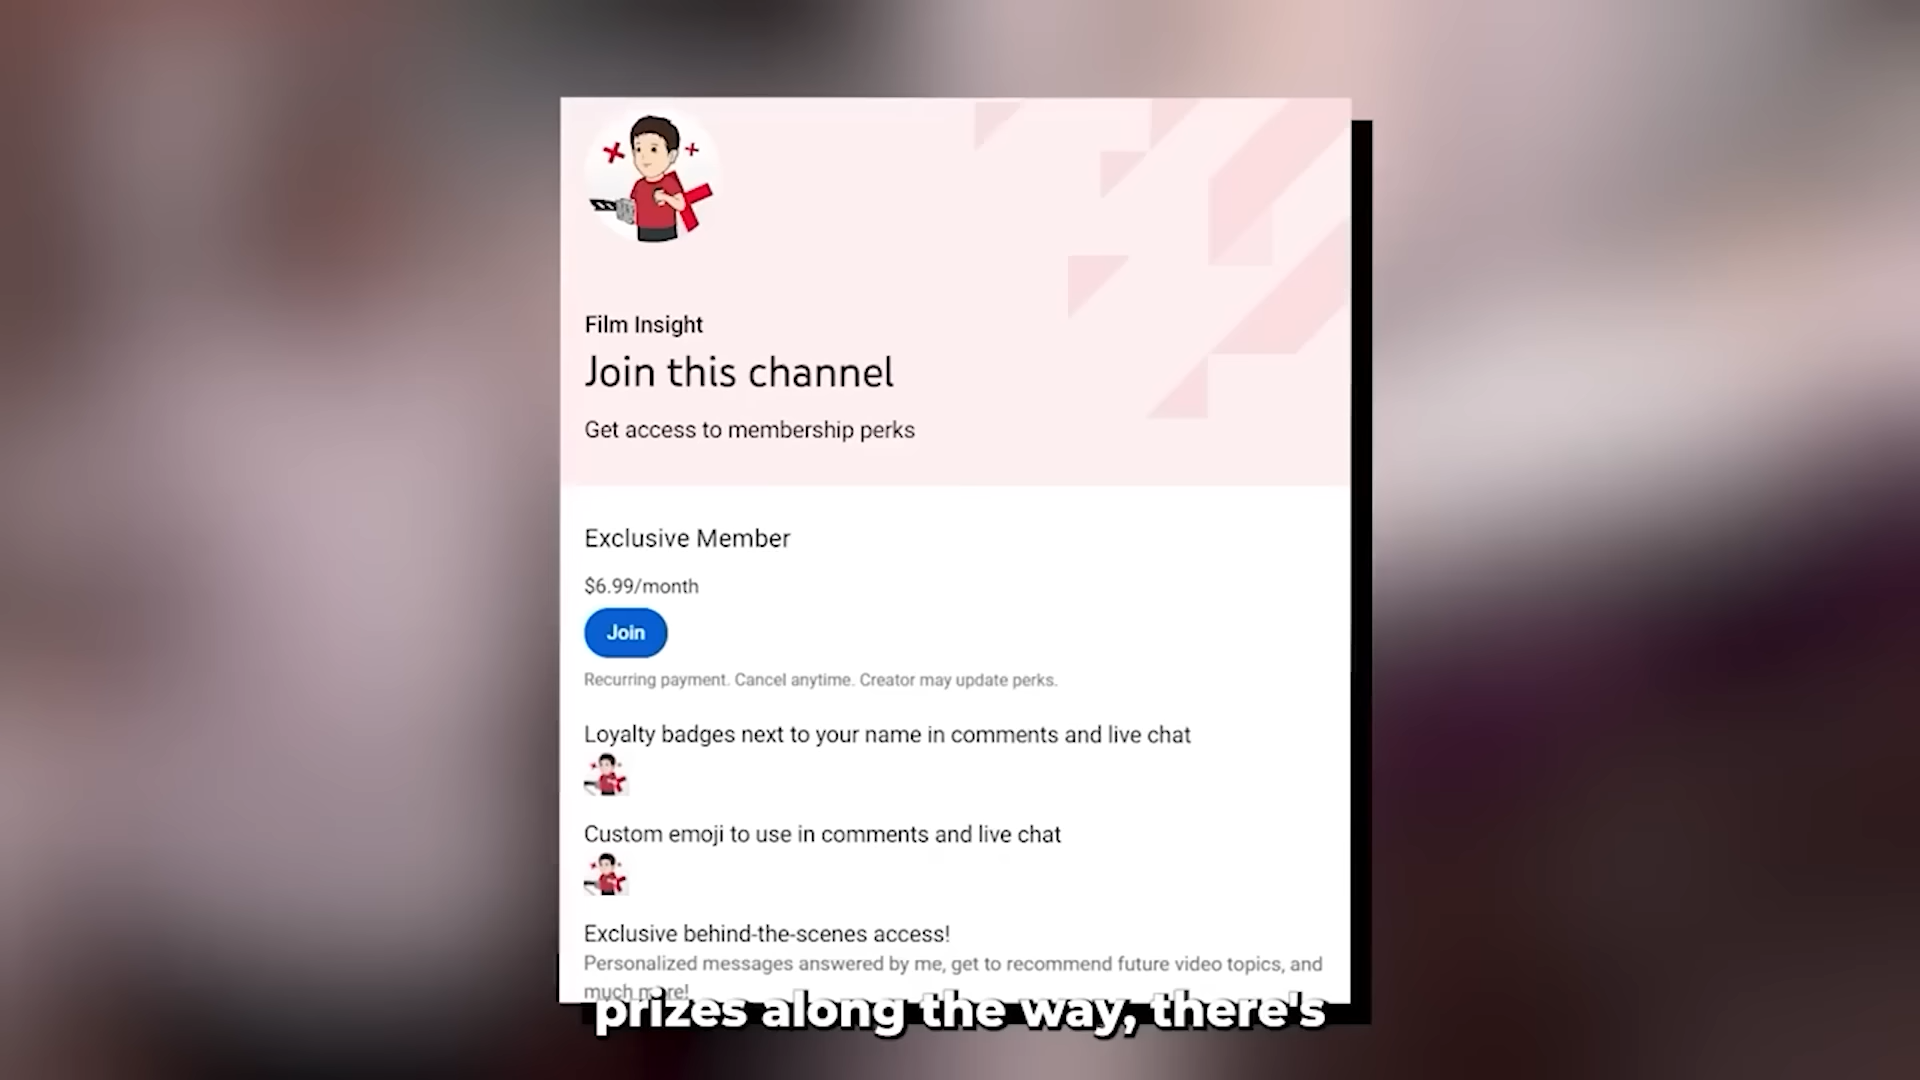 Film Insight
Join this channel
Get access to membership perks
Exclusive Member
$6.99/month
Join
Recurring payment. Cancel anytime. Creator may update perks.
Loyalty badges next to your name in comments and live chat
Custom emoji to use in comments and live chat
Exclusive behind-the-scenes access!
Personalized messages answered by me, get to recommend future video topics, and
much more!
prizes along the way, there's